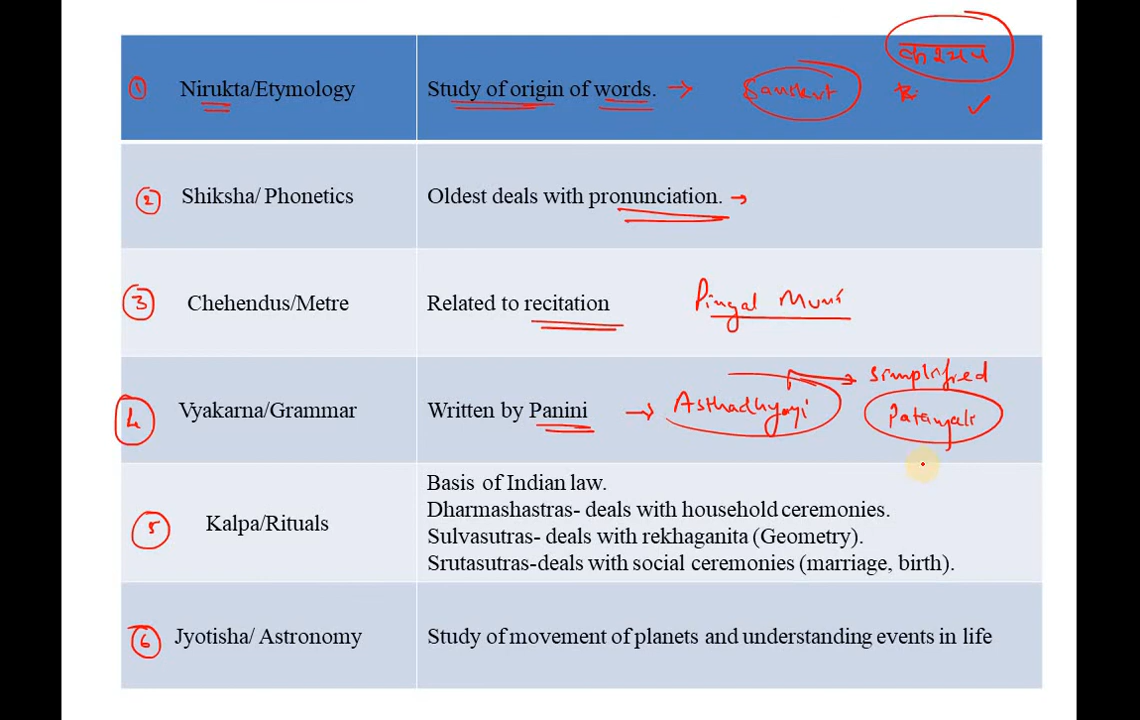 कश्यप
① Nirukta/Etymology Study of origin of words. → Sanskrit
② Shiksha/ Phonetics Oldest deals with pronunciation. →
③ Chehendus/Metre Related to recitation Pingal Muni
→ simplified
4 Vyakarna/Grammar Written by Panini → Asthadhyayi Patanjali
Basis of Indian law.
Dharmashastras- deals with household ceremonies.
5 Kalpa/Rituals
Sulvasutras- deals with rekhaganita (Geometry).
Srutasutras-deals with social ceremonies (marriage, birth).
6 Jyotisha/ Astronomy Study of movement of planets and understanding events in life